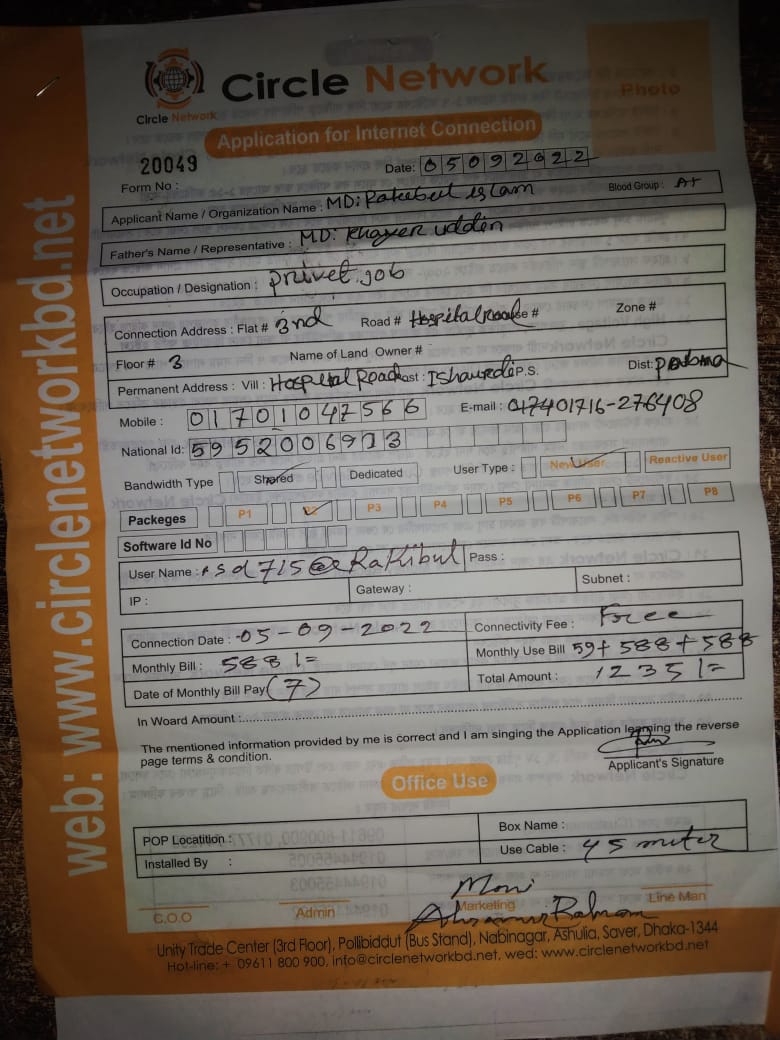 Circle Network
Circle Network
Photo
Application for Internet Connection
20049
Form No :
Date: 05092022
Applicant Name / Organization Name : MD: Rakibul islam Blood Group : A+
Father's Name / Representative : MD: Khayer uddin
Occupation / Designation : privet job
Connection Address : Flat # 3nd Road # Hospital Road se # Zone #
Floor # 3 Name of Land Owner #
Permanent Address : Vill : Hospital Road ost : Ishwardi P.S. Dist: Pabna
Mobile : 01701047566 E-mail : 01716-276408
National Id: 5952006913
Bandwidth Type Shared Dedicated User Type : New User Reactive User
Packeges P1 P2 P3 P4 P5 P6 P7 P8
Software Id No
User Name : sd715@Rakibul Pass :
IP : Gateway : Subnet :
Connection Date : 05-09-2022 Connectivity Fee : Free
Monthly Bill : 588/= Monthly Use Bill 59+588+588
Date of Monthly Bill Pay (7) Total Amount : 1235/=
In Woard Amount :
The mentioned information provided by me is correct and I am singing the Application learning the reverse
page terms & condition.
Applicant's Signature
Office Use
POP Locatition : Box Name :
Installed By : Use Cable : 45 meter
Moni
C.O.O Admin Marketing Line Man
Unity Trade Center (3rd Floor), Pollibiddut (Bus Stand), Nabinagar, Ashulia, Saver, Dhaka-1344
Hot-line: + 09611 800 900, info@circlenetworkbd.net, wed: www.circlenetworkbd.net
web: www.circlenetworkbd.net